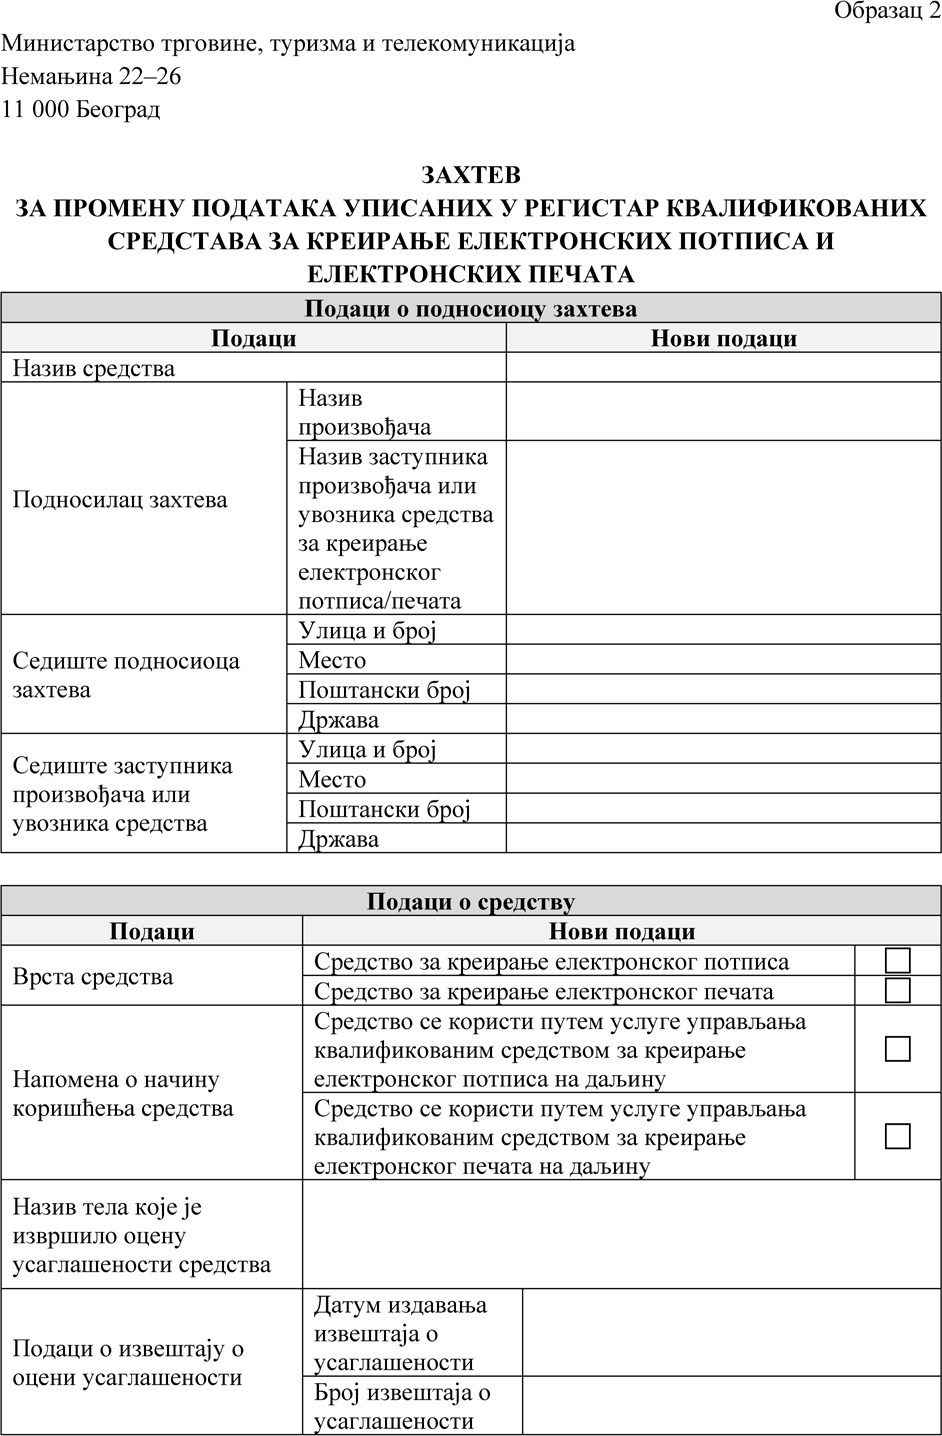 Образац 2
Министарство трговине, туризма и телекомуникација
Немањина 22–26
11 000 Београд
ЗАХТЕВ
ЗА ПРОМЕНУ ПОДАТАКА УПИСАНИХ У РЕГИСТАР КВАЛИФИКОВАНИХ
СРЕДСТАВА ЗА КРЕИРАЊЕ ЕЛЕКТРОНСКИХ ПОТПИСА И
ЕЛЕКТРОНСКИХ ПЕЧАТА
Подаци о подносиоцу захтева
Подаци
Нови подаци
Назив средства
Подносилац захтева
Назив
произвођача
Назив заступника
произвођача или
увозника средства
за креирање
електронског
потписа/печата
Седиште подносиоца
захтева
Улица и број
Место
Поштански број
Држава
Седиште заступника
произвођача или
увозника средства
Улица и број
Место
Поштански број
Држава
Подаци о средству
Подаци
Нови подаци
Врста средства
Средство за креирање електронског потписа
Средство за креирање електронског печата
Напомена о начину
коришћења средства
Средство се користи путем услуге управљања
квалификованим средством за креирање
електронског потписа на даљину
Средство се користи путем услуге управљања
квалификованим средством за креирање
електронског печата на даљину
Назив тела које је
извршило оцену
усаглашености средства
Подаци о извештају о
оцени усаглашености
Датум издавања
извештаја о
усаглашености
Број извештаја о
усаглашености